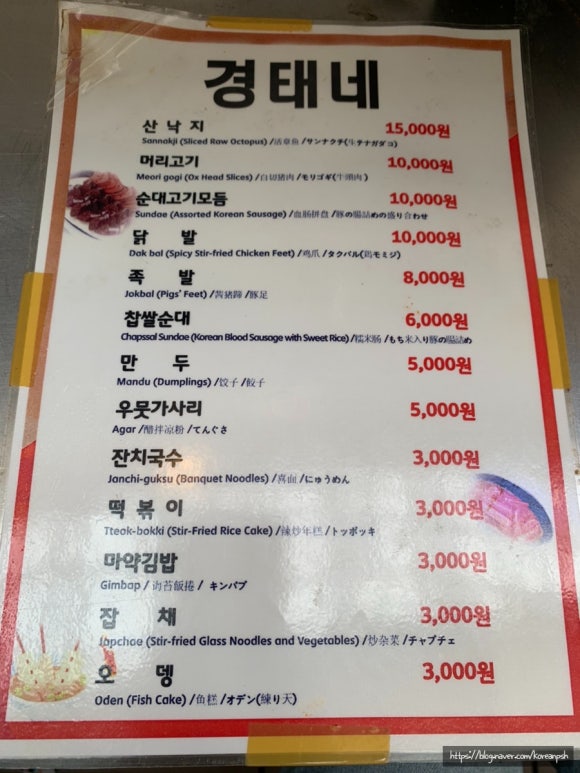 경태네
산낙지 15,000원
Sannakji (Sliced Raw Octopus) /活章鱼 /サンナクチ(生テナガダコ)
머리고기 10,000원
Meori gogi (Ox Head Slices) /白切猪肉 /モリゴギ(牛頭肉)
순대고기모듬 10,000원
Sundae (Assorted Korean Sausage) /血肠拼盘 /豚の腸詰めの盛り合わせ
닭발 10,000원
Dak bal (Spicy Stir-fried Chicken Feet) /鸡爪 /タクパル(鶏モミジ)
족발 8,000원
Jokbal (Pigs' Feet) /酱猪蹄 /豚足
찹쌀순대 6,000원
Chapssal Sundae (Korean Blood Sausage with Sweet Rice) /糯米肠 /もち米入り豚の腸詰め
만두 5,000원
Mandu (Dumplings) /饺子 /餃子
우뭇가사리 5,000원
Agar /醋拌凉粉 /てんぐさ
잔치국수 3,000원
Janchi-guksu (Banquet Noodles) /喜面 /にゅうめん
떡볶이 3,000원
Tteok-bokki (Stir-Fried Rice Cake) /辣炒年糕 /トッポッキ
마약김밥 3,000원
Gimbap / 海苔飯捲 / キンパプ
잡채 3,000원
Japchae (Stir-fried Glass Noodles and Vegetables) /炒杂菜 /チャプチェ
오뎅 3,000원
Oden (Fish Cake) /鱼糕 /オデン(練り天)
https://blog.naver.com/koreanpsh